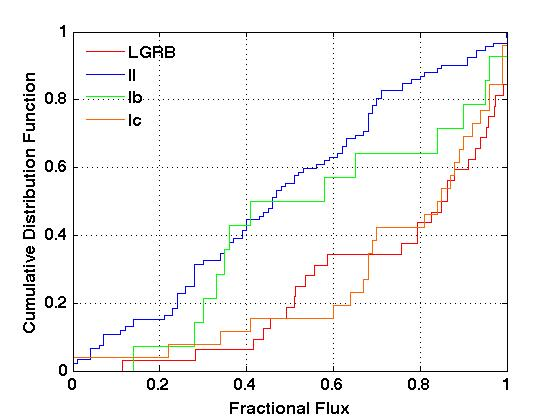 1
LGRB
II
Ib
Ic
0.8
0.6
0.4
0.2
0
Cumulative Distribution Function
0 0.2 0.4 0.6 0.8 1
Fractional Flux